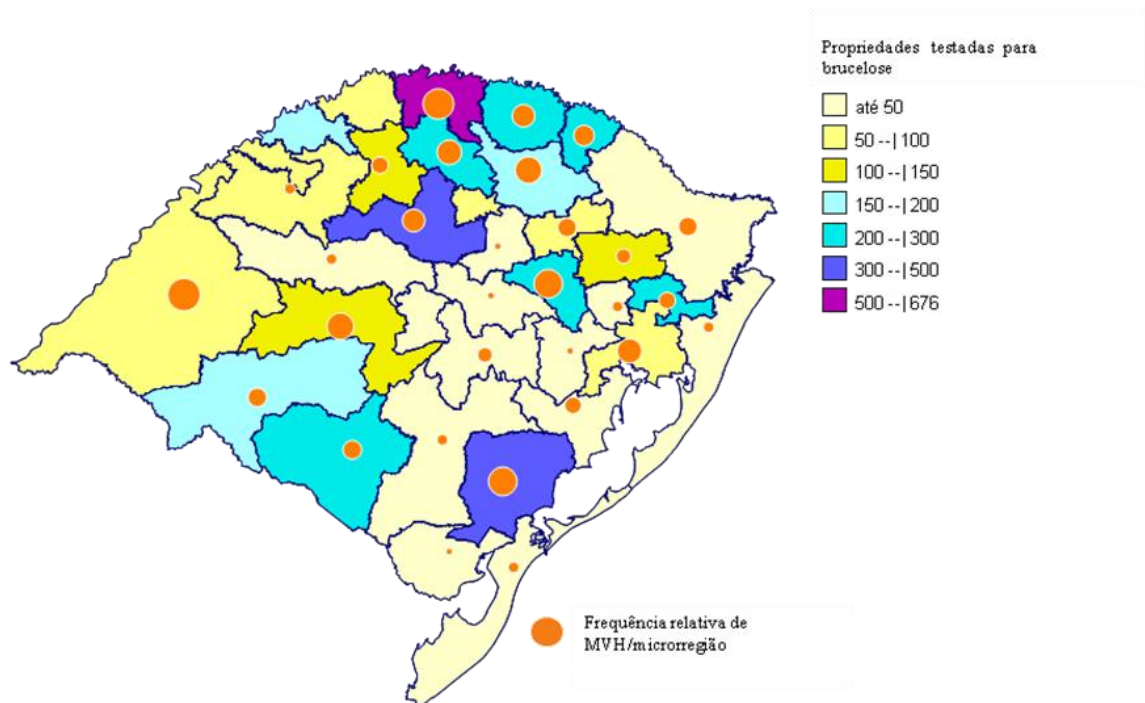 Propriedades testadas para
brucelose
até 50
50 --| 100
100 --| 150
150 --| 200
200 --| 300
300 --| 500
500 --| 676
Frequência relativa de
MVH/microrregião